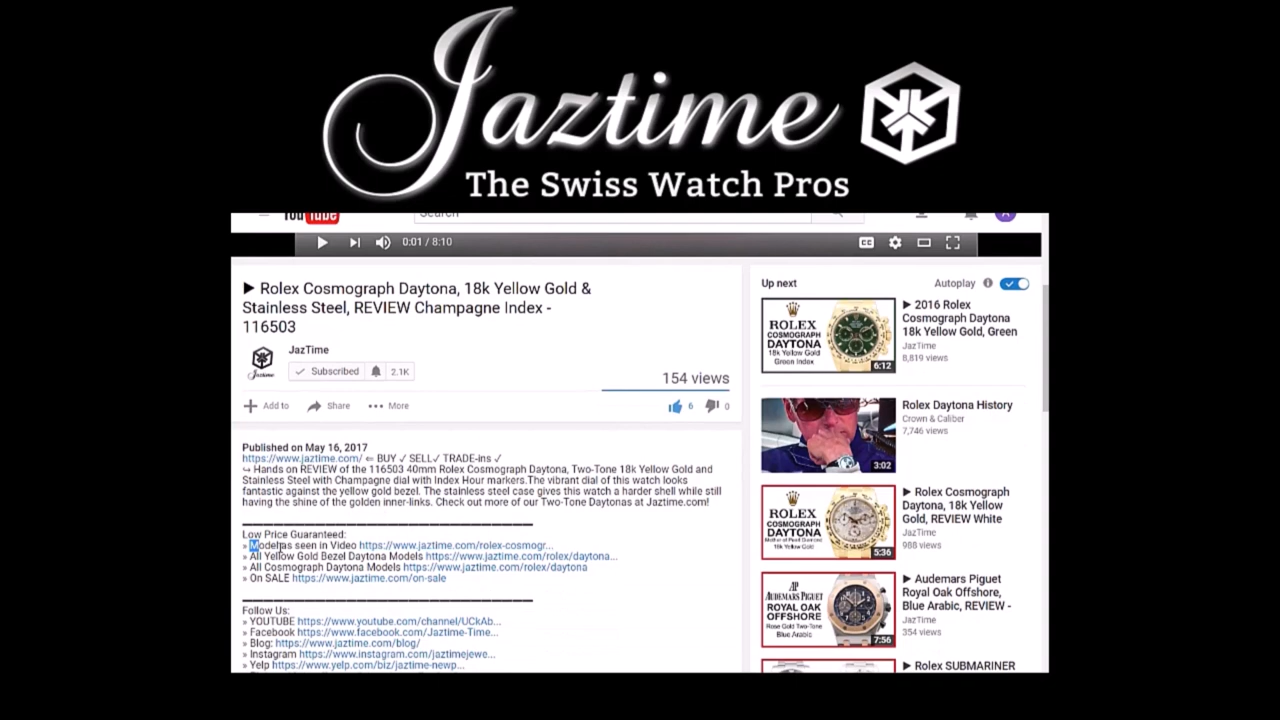 Jaztime
The Swiss Watch Pros
YouTube
Search
0:01 / 8:10
CC
▶ Rolex Cosmograph Daytona, 18k Yellow Gold &
Stainless Steel, REVIEW Champagne Index -
116503
JazTime
Jaztime
✓ Subscribed 2.1K
154 views
Add to Share More
6 0
Published on May 16, 2017
https://www.jaztime.com/ ⇐ BUY ✓ SELL✓ TRADE-ins ✓
↪ Hands on REVIEW of the 116503 40mm Rolex Cosmograph Daytona, Two-Tone 18k Yellow Gold and
Stainless Steel with Champagne dial with Index Hour markers.The vibrant dial of this watch looks
fantastic against the yellow gold bezel. The stainless steel case gives this watch a harder shell while still
having the shine of the golden inner-links. Check out more of our Two-Tone Daytonas at Jaztime.com!
Low Price Guaranteed:
» Model as seen in Video https://www.jaztime.com/rolex-cosmogr...
» All Yellow Gold Bezel Daytona Models https://www.jaztime.com/rolex/daytona...
» All Cosmograph Daytona Models https://www.jaztime.com/rolex/daytona
» On SALE https://www.jaztime.com/on-sale
Follow Us:
» YOUTUBE https://www.youtube.com/channel/UCkAb...
» Facebook https://www.facebook.com/Jaztime-Time...
» Blog: https://www.jaztime.com/blog/
» Instagram https://www.instagram.com/jaztimejewe...
» Yelp https://www.yelp.com/biz/jaztime-newp...
Up next
Autoplay
ROLEX
COSMOGRAPH
DAYTONA
18k Yellow Gold
Green Index
6:12
▶ 2016 Rolex
Cosmograph Daytona
18k Yellow Gold, Green
JazTime
8,819 views
3:02
Rolex Daytona History
Crown & Caliber
7,746 views
ROLEX
COSMOGRAPH
DAYTONA
5:36
▶ Rolex Cosmograph
Daytona, 18k Yellow
Gold, REVIEW White
JazTime
988 views
AP
AUDEMARS PIGUET
ROYAL OAK
OFFSHORE
Rose Gold Two-Tone
Blue Arabic
7:56
▶ Audemars Piguet
Royal Oak Offshore,
Blue Arabic, REVIEW -
JazTime
354 views
▶ Rolex SUBMARINER